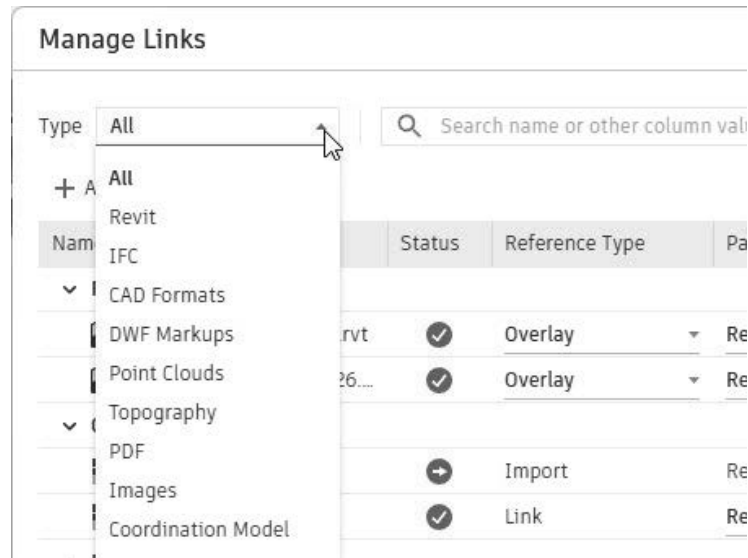 Manage Links
Type All
Search name or other column
All
Revit
IFC
CAD Formats
DWF Markups
Point Clouds
Topography
PDF
Images
Coordination Model
Status Reference Type
.rvt Overlay
26.... Overlay
Import
Link